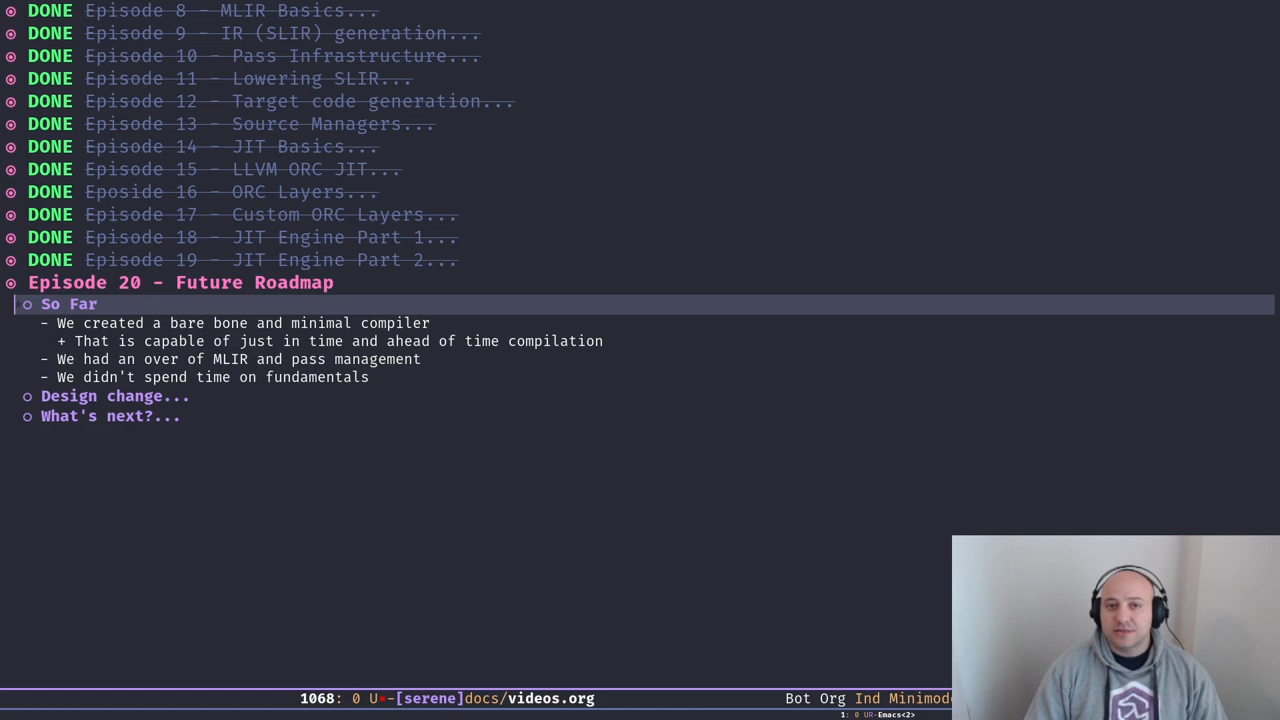 DONE Episode 8 - MLIR Basics...
DONE Episode 9 - IR (SLIR) generation...
DONE Episode 10 - Pass Infrastructure...
DONE Episode 11 - Lowering SLIR...
DONE Episode 12 - Target code generation...
DONE Episode 13 - Source Managers...
DONE Episode 14 - JIT Basics...
DONE Episode 15 - LLVM ORC JIT...
DONE Eposide 16 - ORC Layers...
DONE Episode 17 - Custom ORC Layers...
DONE Episode 18 - JIT Engine Part 1...
DONE Episode 19 - JIT Engine Part 2...
Episode 20 - Future Roadmap
So Far
- We created a bare bone and minimal compiler
+ That is capable of just in time and ahead of time compilation
- We had an over of MLIR and pass management
- We didn't spend time on fundamentals
Design change...
What's next?...
1068: 0 U*-[serene]docs/videos.org Bot Org Ind Minimod
1: 0 UR-Emacs<2>